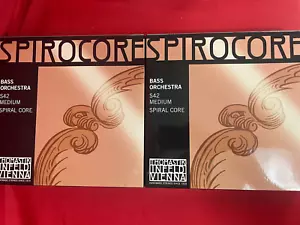 SPIROCORE
BASS
ORCHESTRA
S42
MEDIUM
SPIRAL CORE
THOMASTIK
INFELD
VIENNA
SPIROCORE
BASS
ORCHESTRA
S42
MEDIUM
SPIRAL CORE
THOMASTIK
INFELD
VIENNA